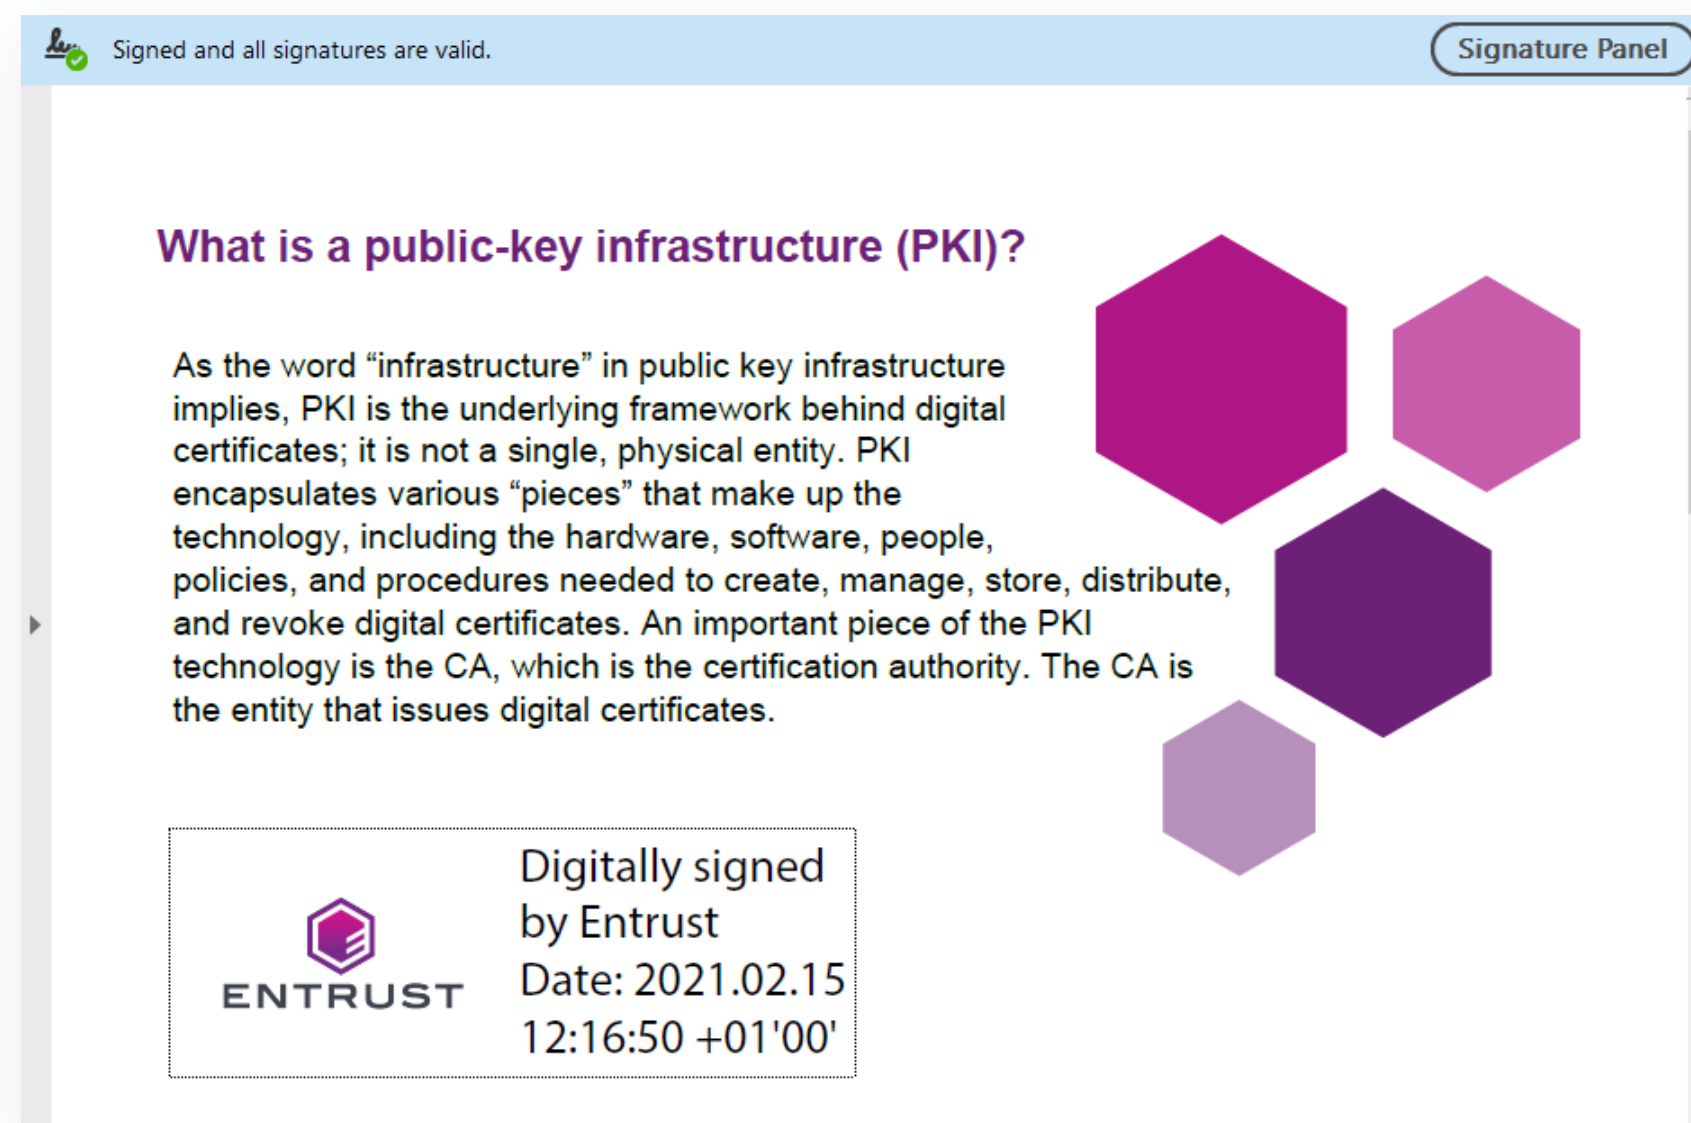 Signed and all signatures are valid.
Signature Panel
What is a public-key infrastructure (PKI)?
As the word “infrastructure” in public key infrastructure
implies, PKI is the underlying framework behind digital
certificates; it is not a single, physical entity. PKI
encapsulates various “pieces” that make up the
technology, including the hardware, software, people,
policies, and procedures needed to create, manage, store, distribute,
and revoke digital certificates. An important piece of the PKI
technology is the CA, which is the certification authority. The CA is
the entity that issues digital certificates.
ENTRUST
Digitally signed
by Entrust
Date: 2021.02.15
12:16:50 +01'00'